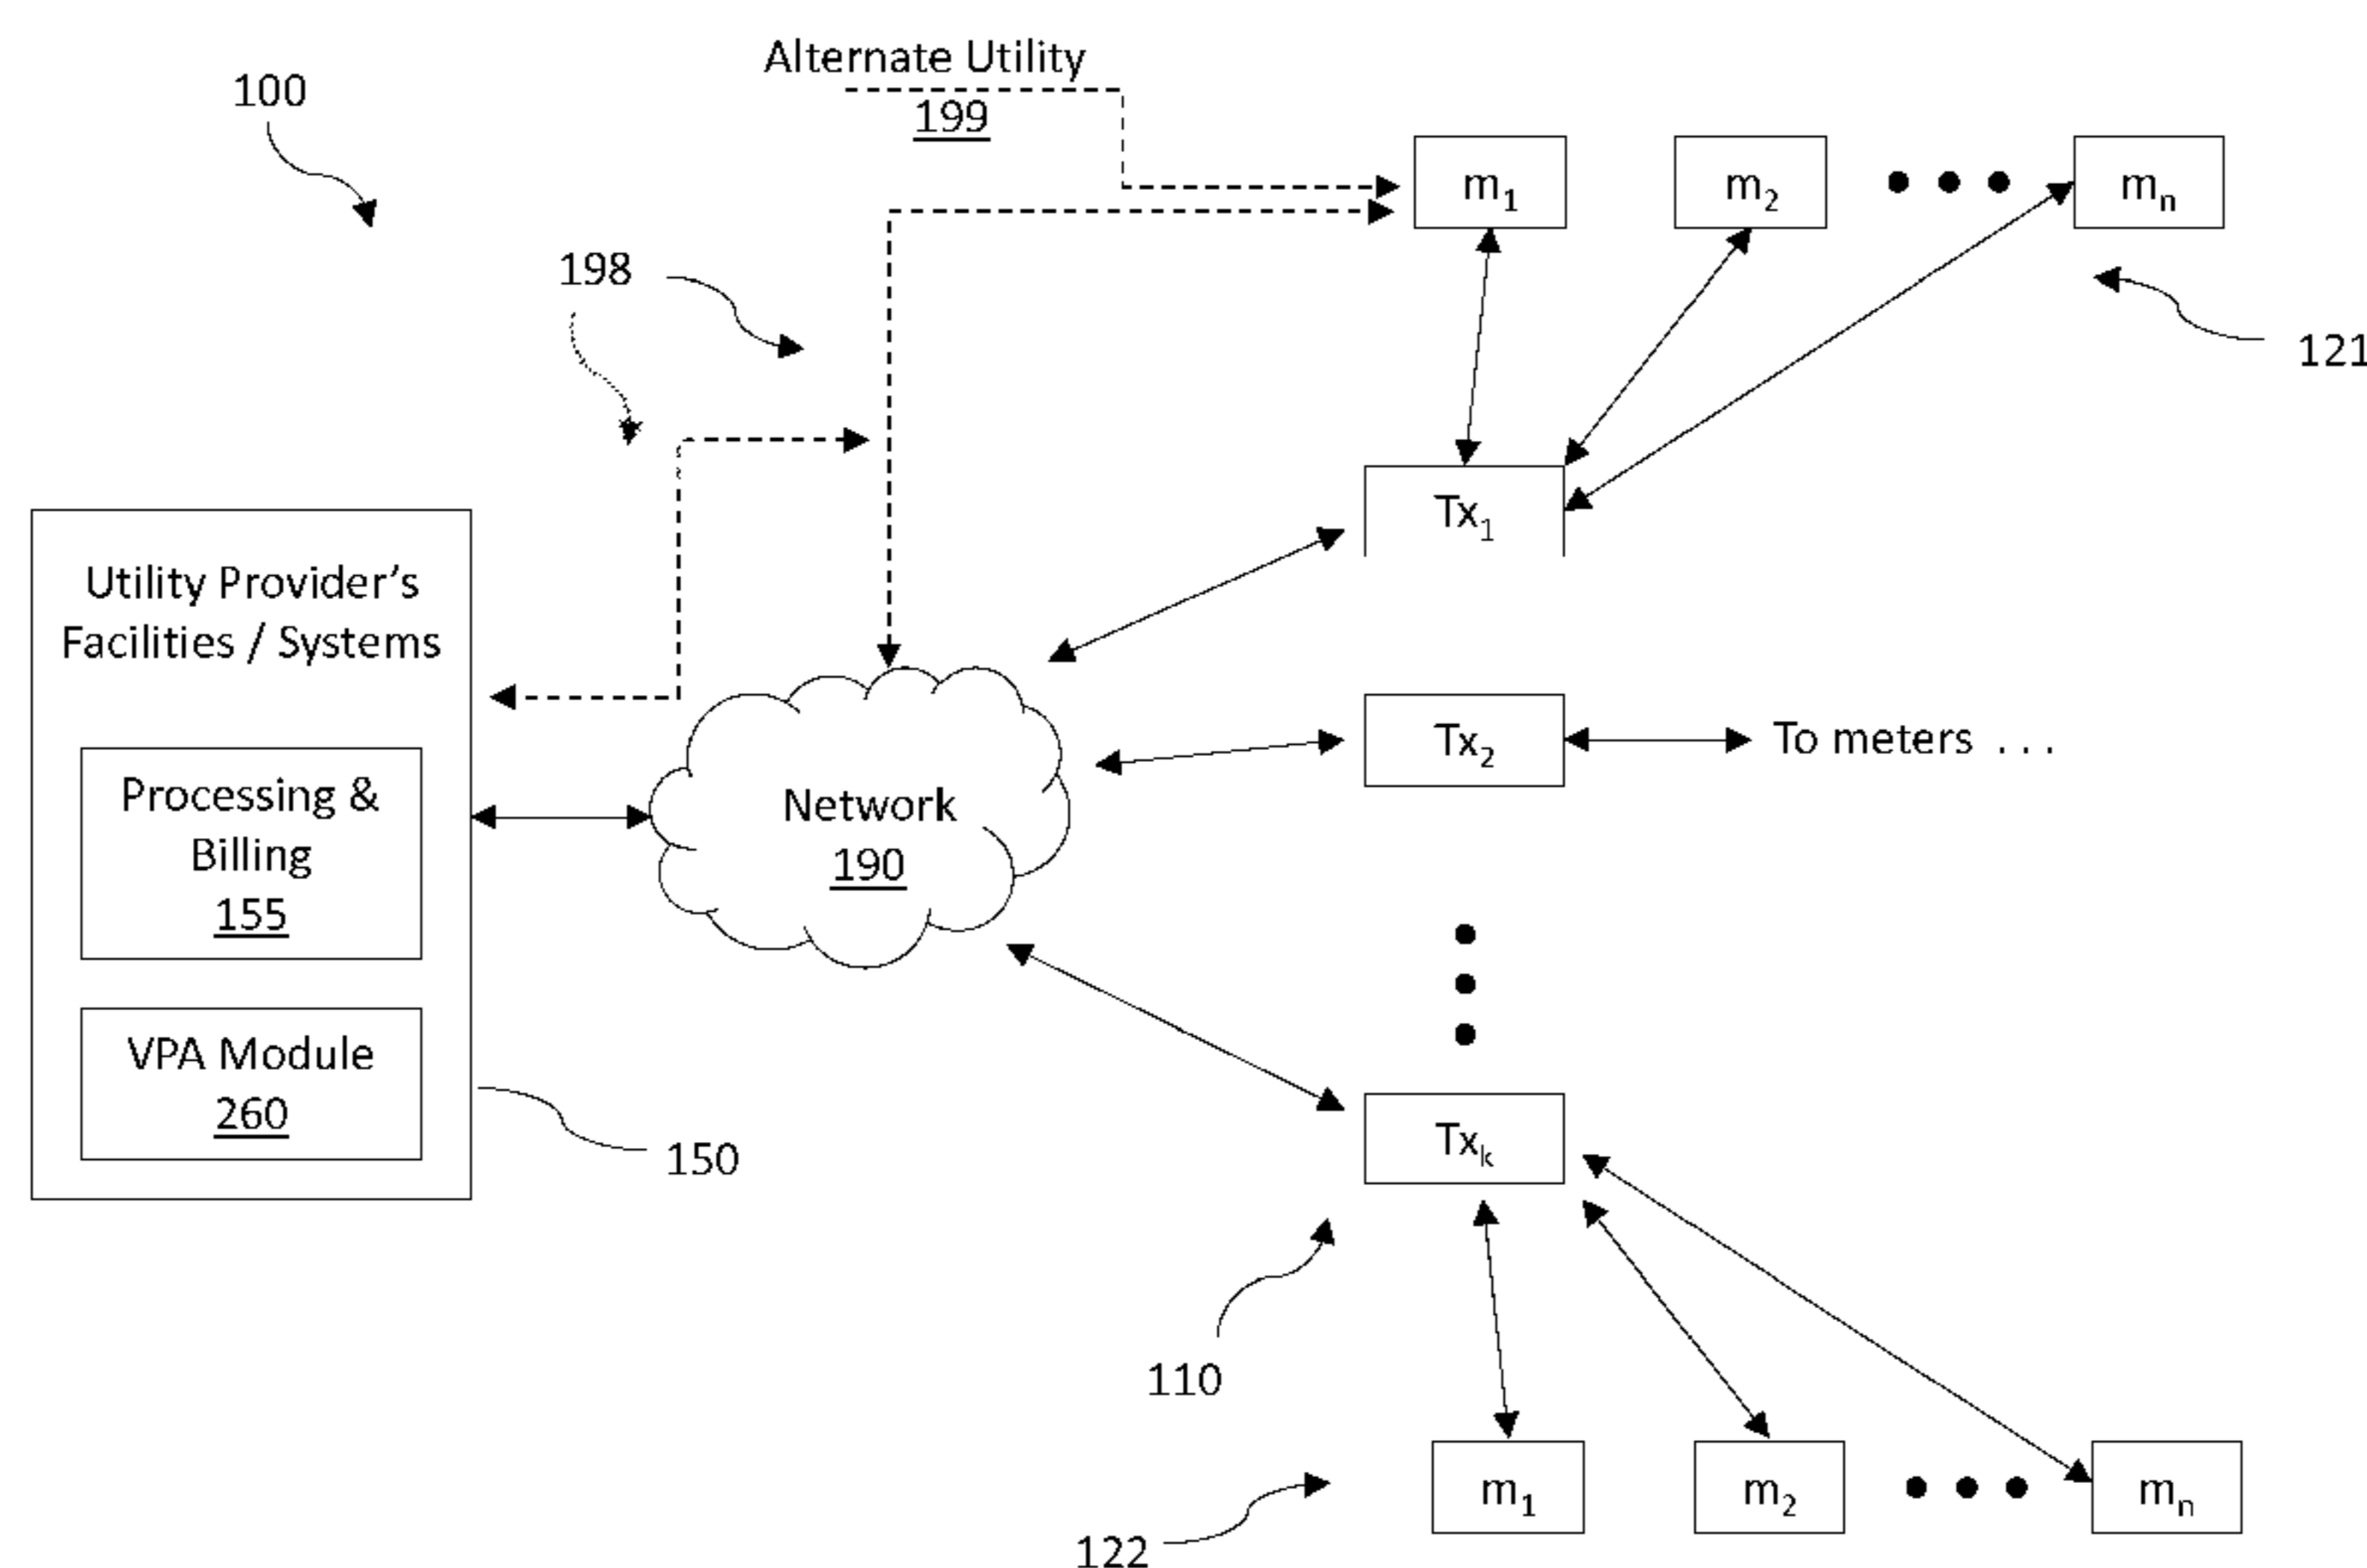 Alternate Utility
199
100
m1
m2
mn
198
121
Tx1
Utility Provider's
Facilities / Systems
Tx2
To meters ...
Processing &
Billing
155
Network
190
VPA Module
260
150
Txk
110
m1
m2
mn
122